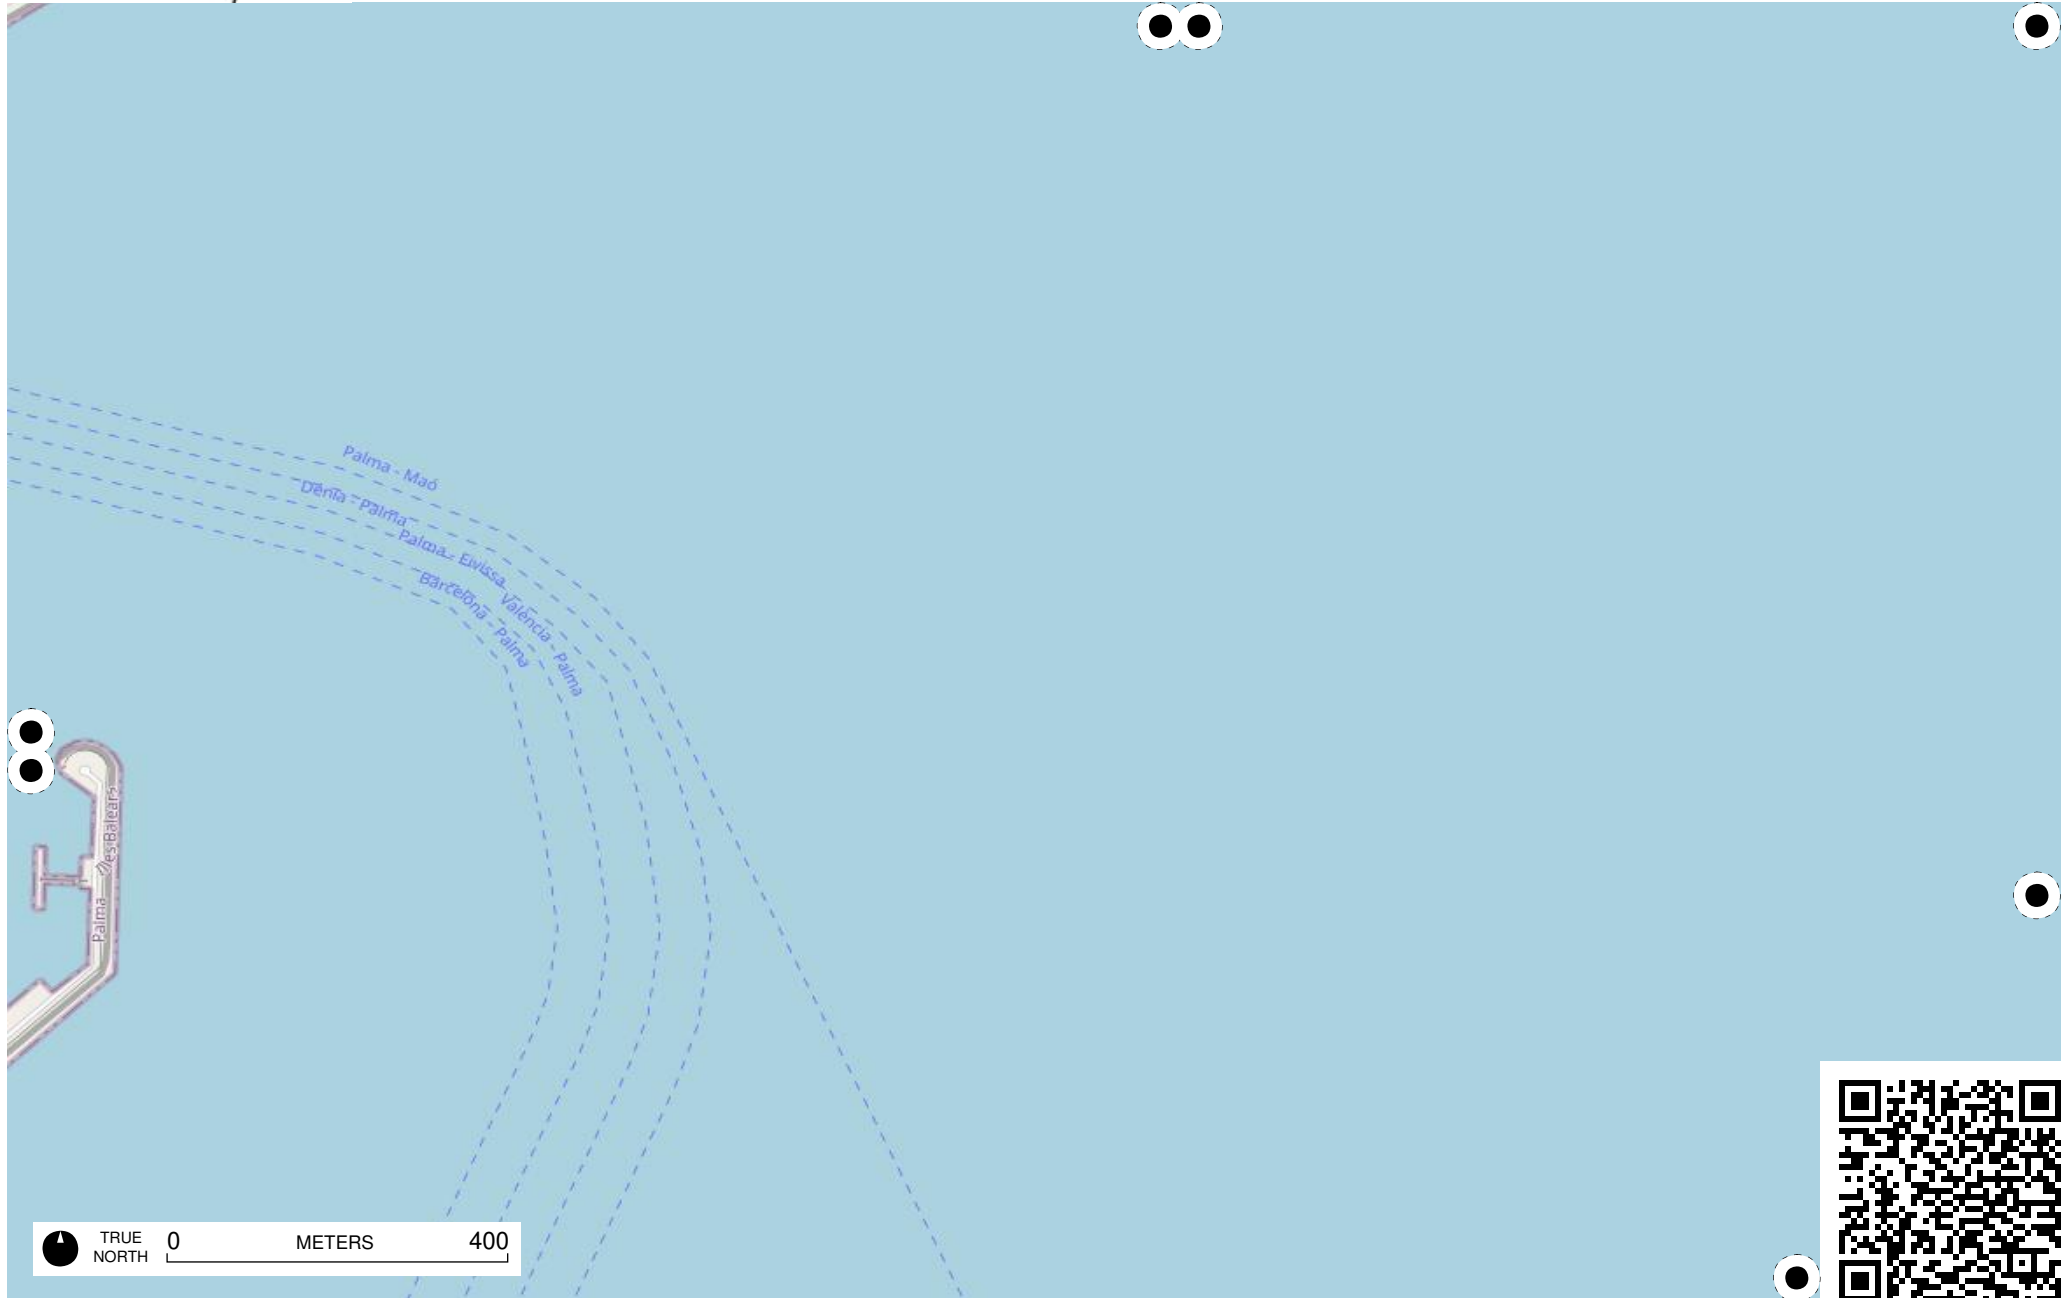 Palma - Maó
Dénia - Palma
Palma - Eivissa
València - Palma
Barcelona - Palma
Illes Balears
Palma
TRUE
NORTH
0 METERS 400